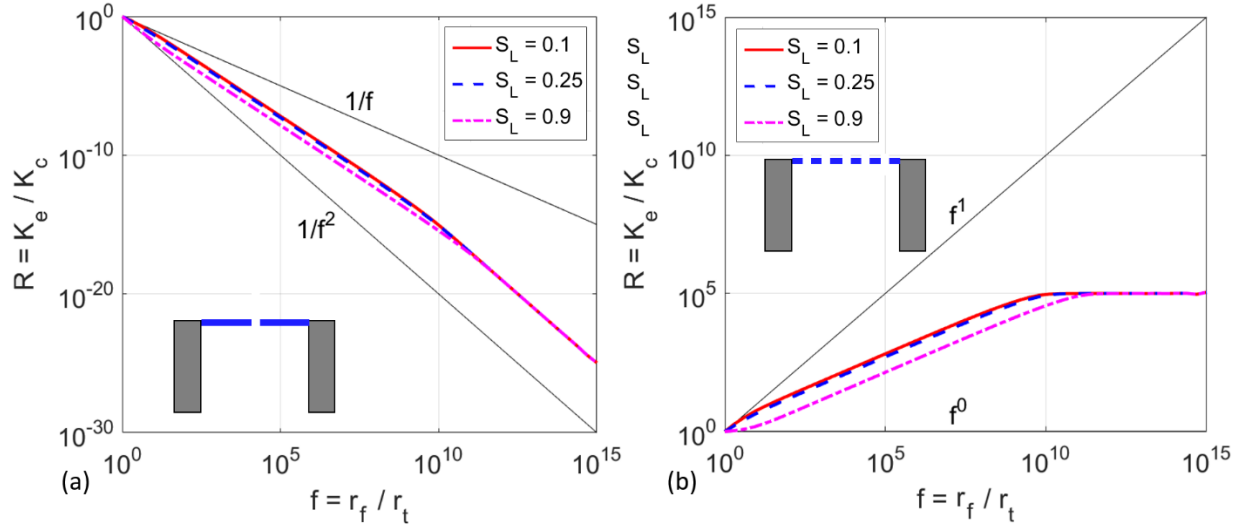 10^0
10^-10
10^-20
10^-30
R = K_e / K_c
S_L = 0.1
S_L = 0.25
S_L = 0.9
1/f
1/f^2
10^0
10^5
10^10
10^15
f = r_f / r_t
(a)
S_L
S_L
S_L
10^15
10^10
10^5
10^0
R = K_e / K_c
S_L = 0.1
S_L = 0.25
S_L = 0.9
f^1
f^0
10^0
10^5
10^10
10^15
f = r_f / r_t
(b)